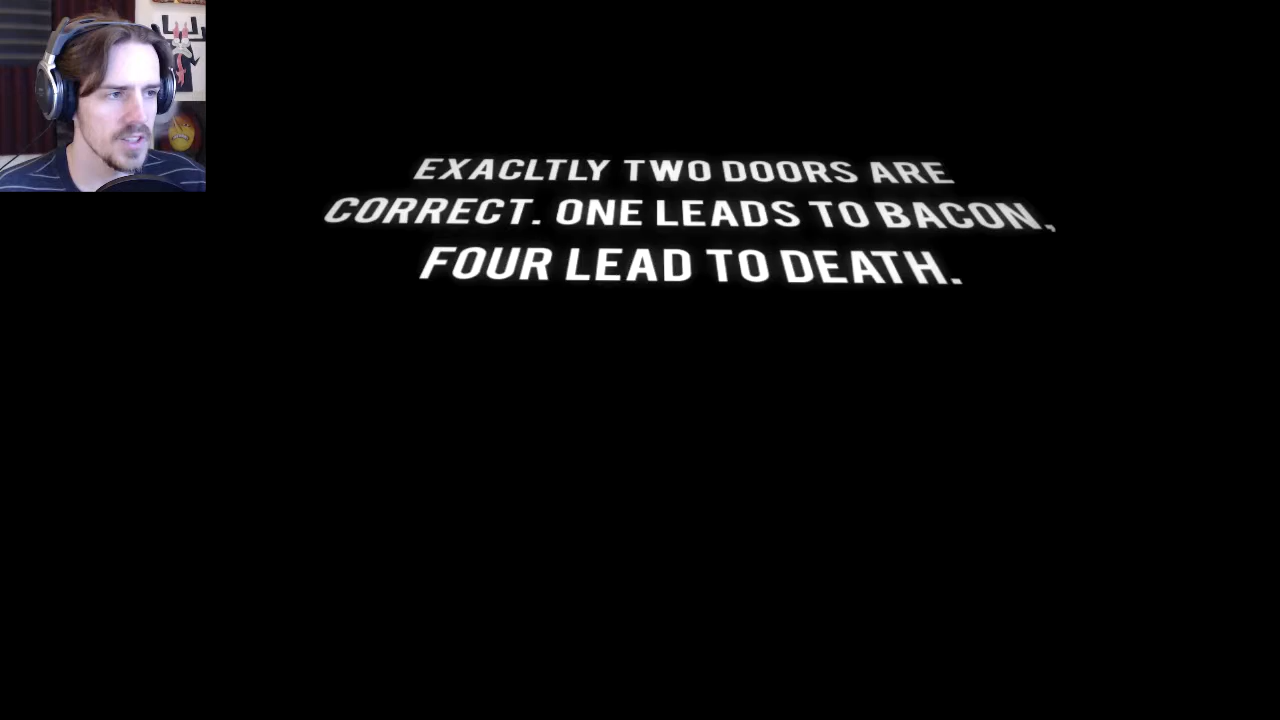 EXACLTLY TWO DOORS ARE
CORRECT. ONE LEADS TO BACON,
FOUR LEAD TO DEATH.